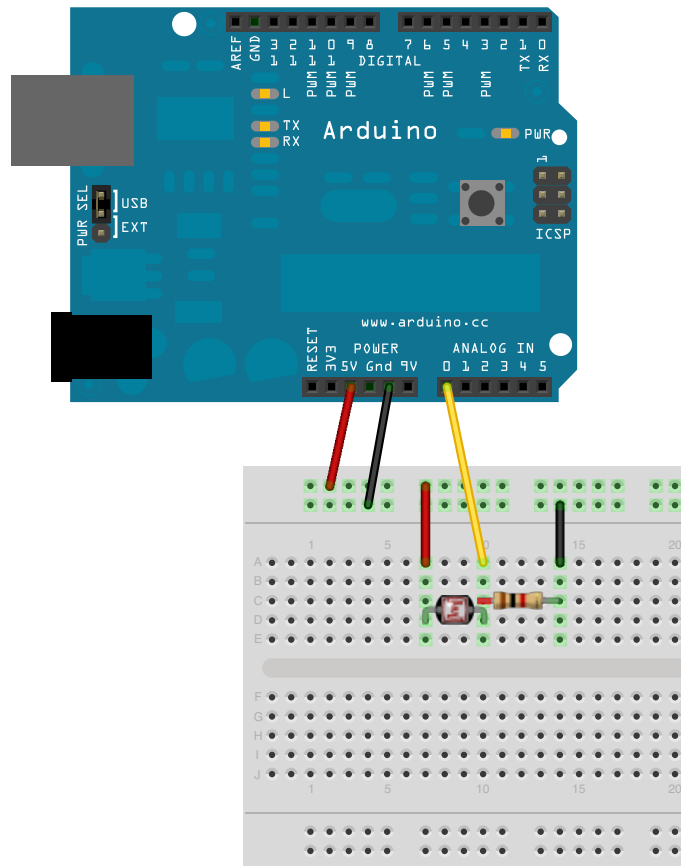 AREF
GND
13
12
11
10
9
8
7
6
5
4
3
2
1
0
TX
RX
DIGITAL
PWM
PWM
PWM
PWM
PWM
PWM
L
TX
RX
Arduino
PWR
1
ICSP
PWR SEL
USB
EXT
www.arduino.cc
RESET
3V3
POWER
5V Gnd 9V
ANALOG IN
0 1 2 3 4 5
1 5 10 15 20
A
B
C
D
E
F
G
H
I
J
1 5 10 15 20